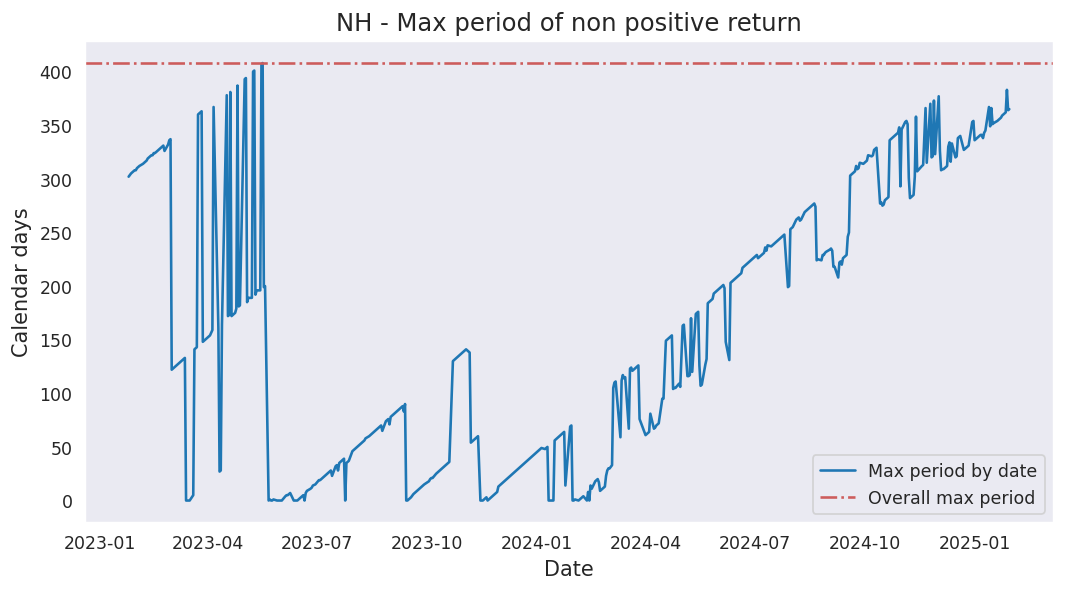 NH - Max period of non positive return
Calendar days
400
350
300
250
200
150
100
50
0
2023-01 2023-04 2023-07 2023-10 2024-01 2024-04 2024-07 2024-10 2025-01
Date
Max period by date
Overall max period